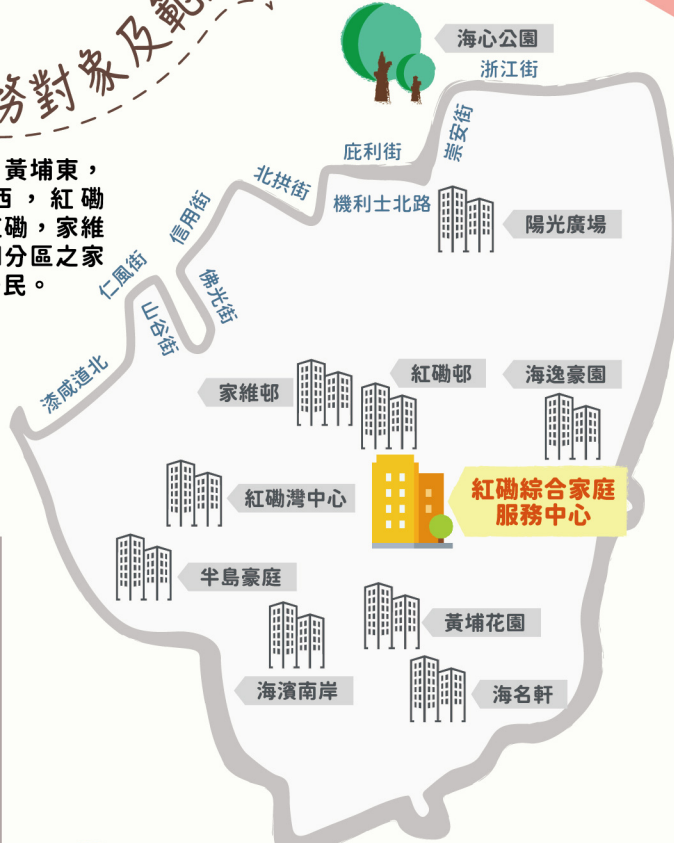 務對象及範
黃埔東，
西，紅磡
磡，家維
分區之家
民。
海心公園
浙江街
崇安街
庇利街
北拱街
機利士北路
信用街
陽光廣場
仁風街
佛光街
山谷街
漆咸道北
家維邨
紅磡邨
海逸豪園
紅磡灣中心
紅磡綜合家庭
服務中心
半島豪庭
黃埔花園
海濱南岸
海名軒